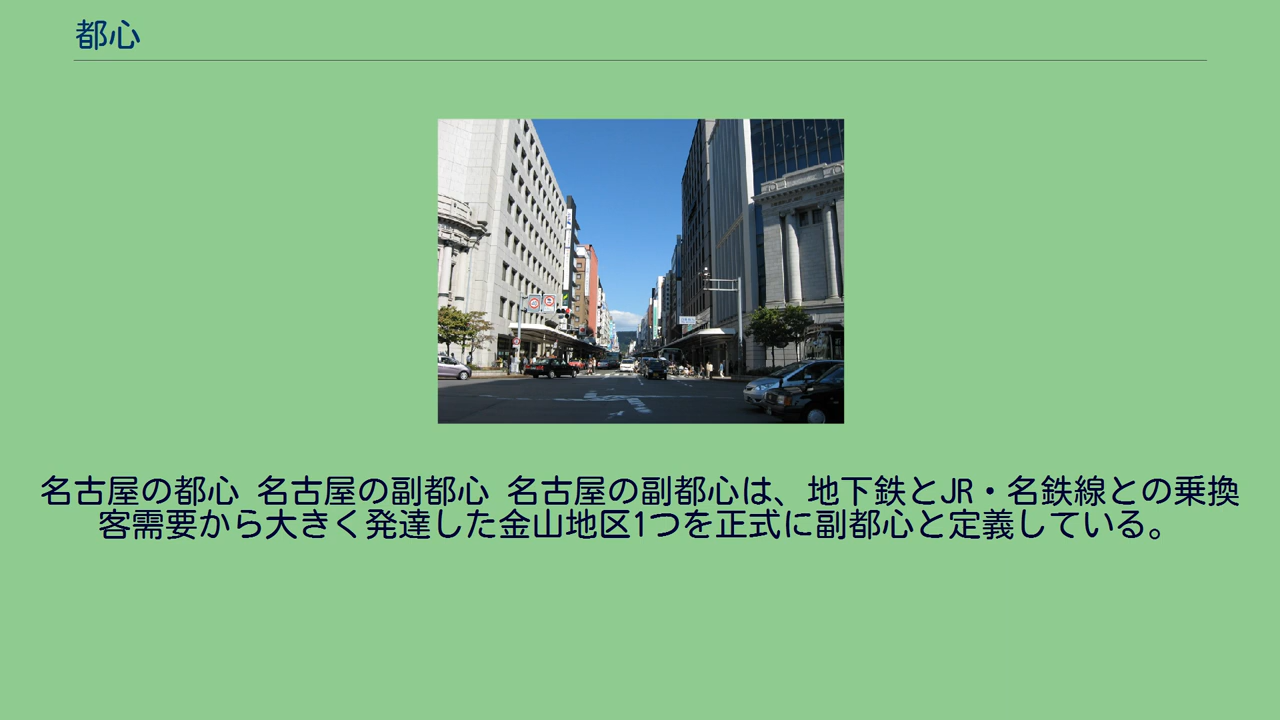 都心
名古屋の都心 名古屋の副都心 名古屋の副都心は、地下鉄とJR・名鉄線との乗換
客需要から大きく発達した金山地区1つを正式に副都心と定義している。